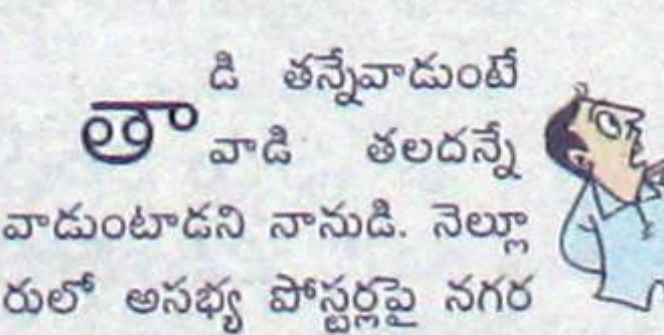 తాడి తన్నేవాడుంటే
వాడి తలదన్నే
వాడుంటాడని నానుడి. నెల్లూ
రులో అసభ్య పోస్టర్లపై నగర